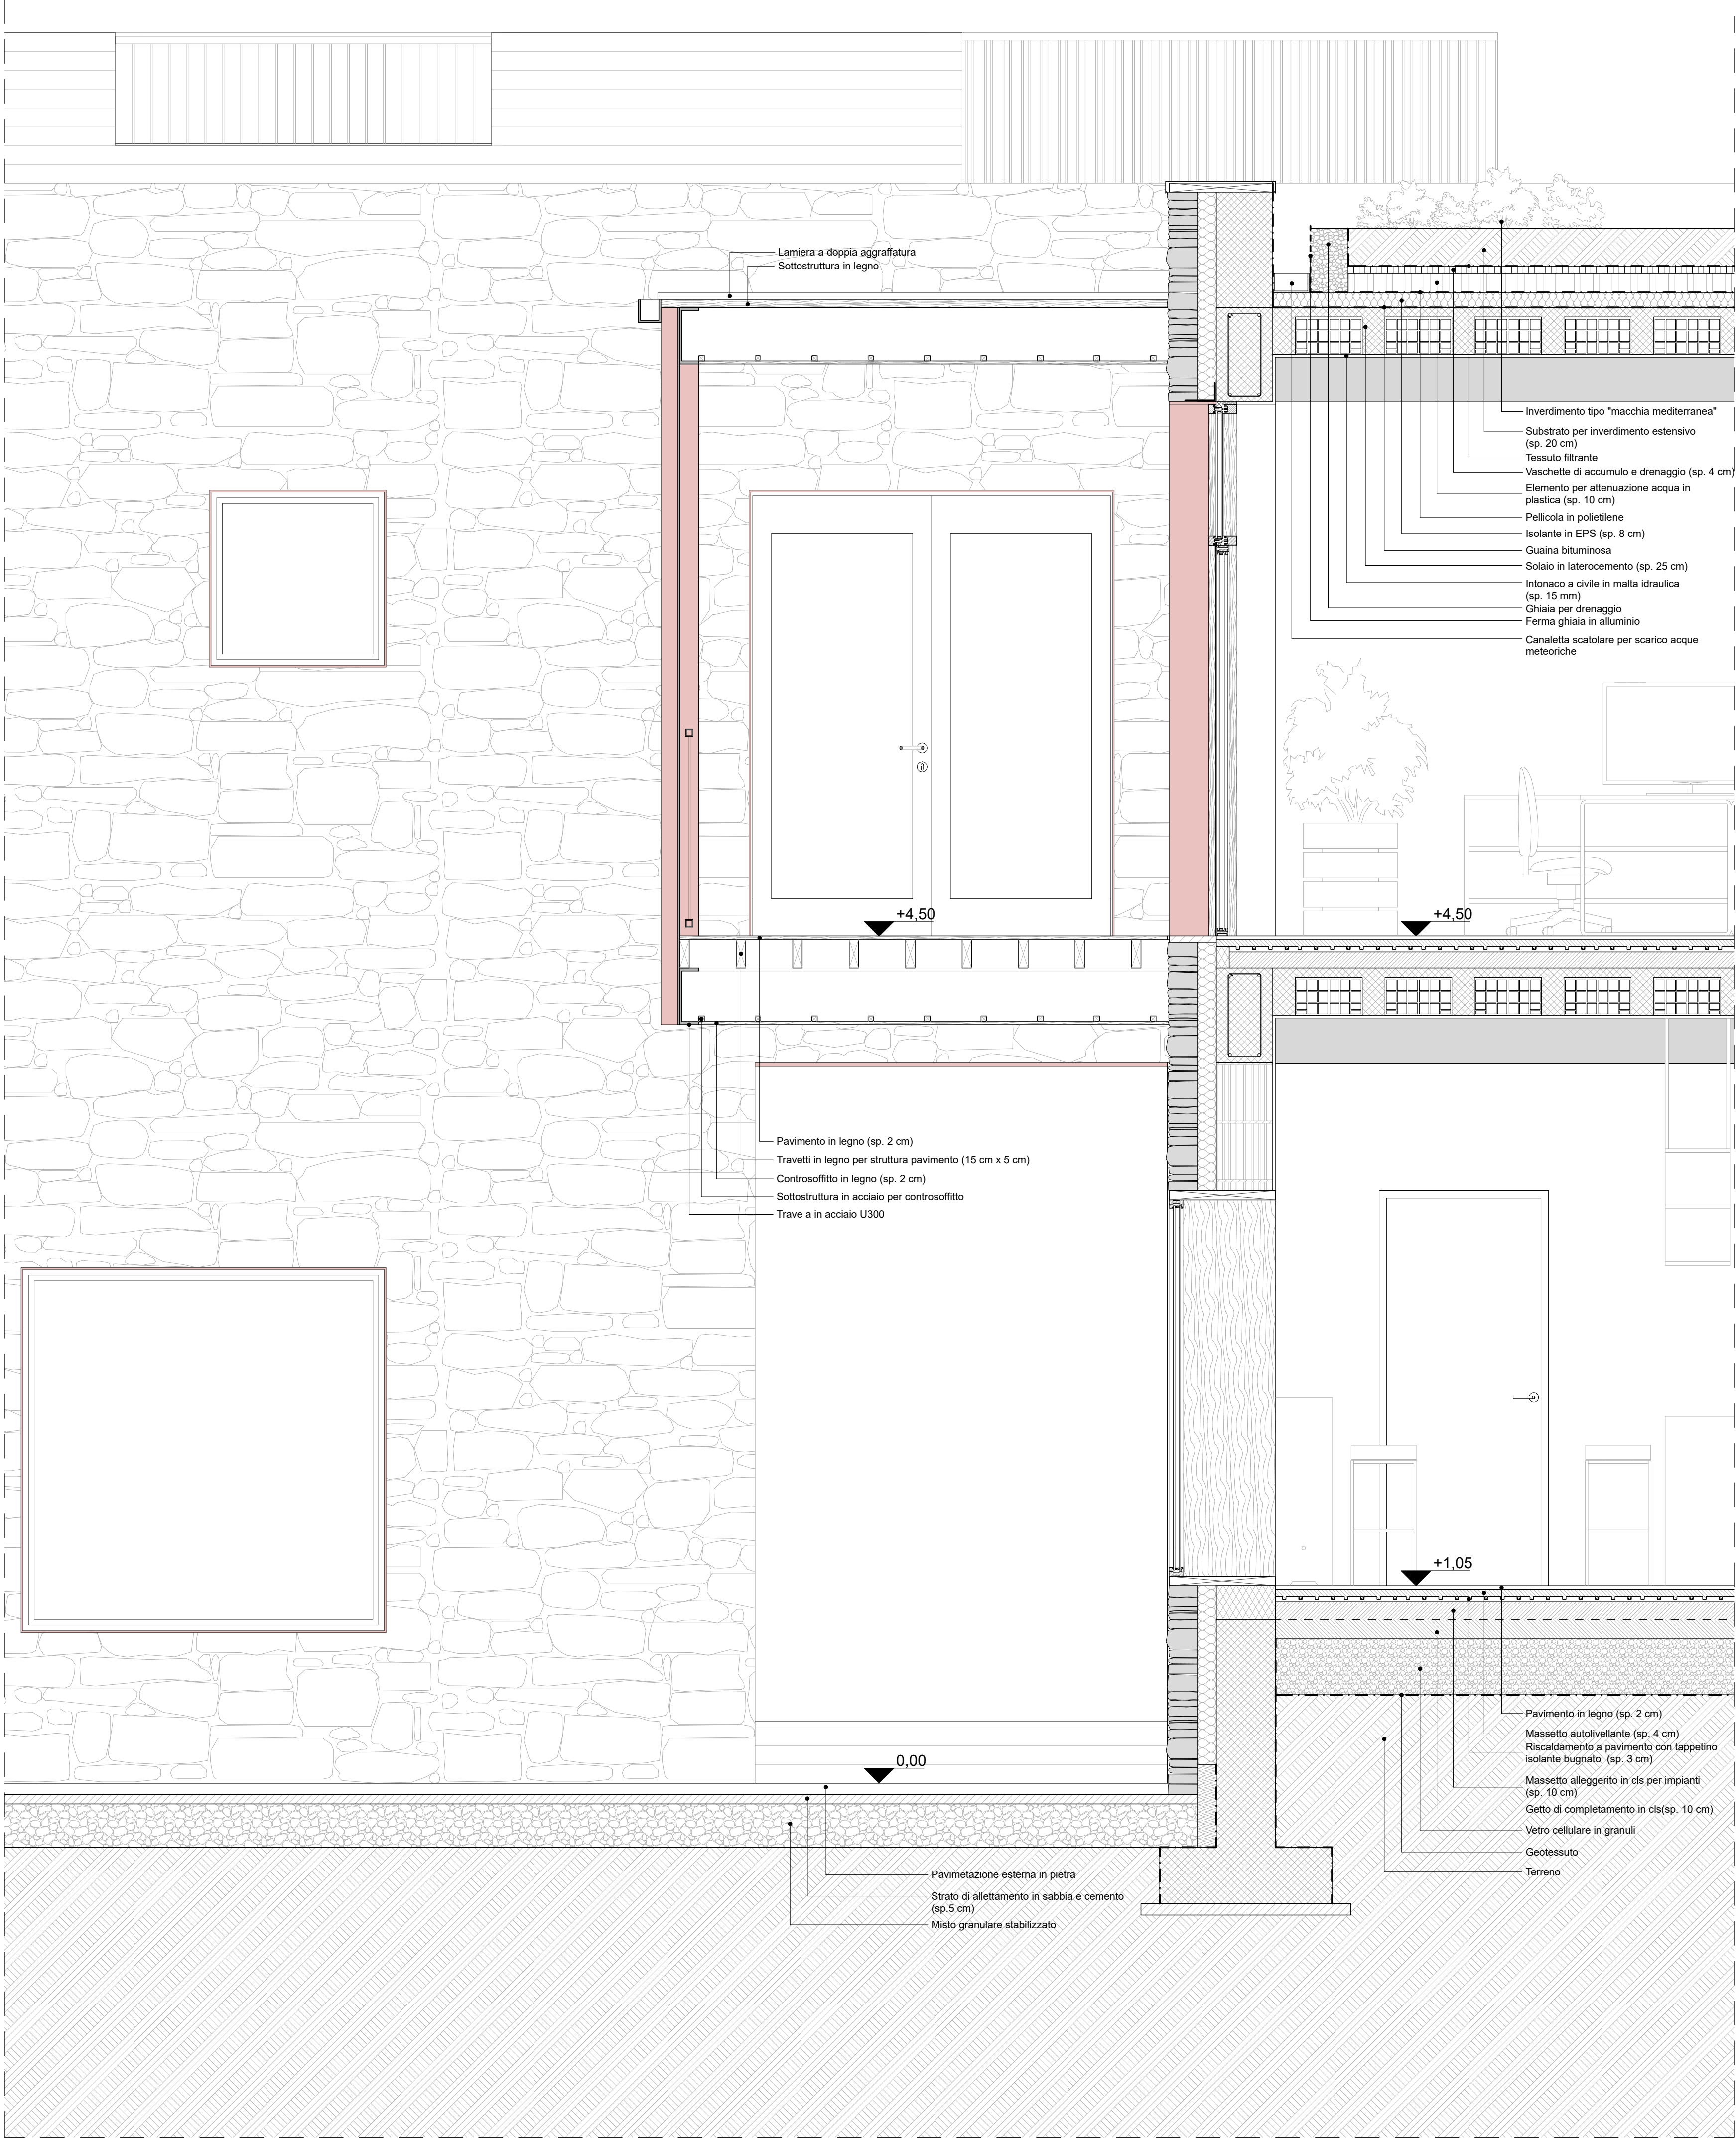 Lamiera a doppia aggraffatura
Sottostruttura in legno
Inverdimento tipo "macchia mediterranea"
Substrato per inverdimento estensivo
(sp. 20 cm)
Tessuto filtrante
Vaschette di accumulo e drenaggio (sp. 4 cm)
Elemento per attenuazione acqua in
plastica (sp. 10 cm)
Pellicola in polietilene
Isolante in EPS (sp. 8 cm)
Guaina bituminosa
Solaio in laterocemento (sp. 25 cm)
Intonaco a civile in malta idraulica
(sp. 15 mm)
Ghiaia per drenaggio
Ferma ghiaia in alluminio
Canaletta scatolare per scarico acque
meteoriche
+4,50
+4,50
Pavimento in legno (sp. 2 cm)
Travetti in legno per struttura pavimento (15 cm x 5 cm)
Controsoffitto in legno (sp. 2 cm)
Sottostruttura in acciaio per controsoffitto
Trave a in acciaio U300
+1,05
0,00
Pavimento in legno (sp. 2 cm)
Massetto autolivellante (sp. 4 cm)
Riscaldamento a pavimento con tappetino
isolante bugnato (sp. 3 cm)
Massetto alleggerito in cls per impianti
(sp. 10 cm)
Getto di completamento in cls(sp. 10 cm)
Vetro cellulare in granuli
Geotessuto
Terreno
Pavimetazione esterna in pietra
Strato di allettamento in sabbia e cemento
(sp.5 cm)
Misto granulare stabilizzato